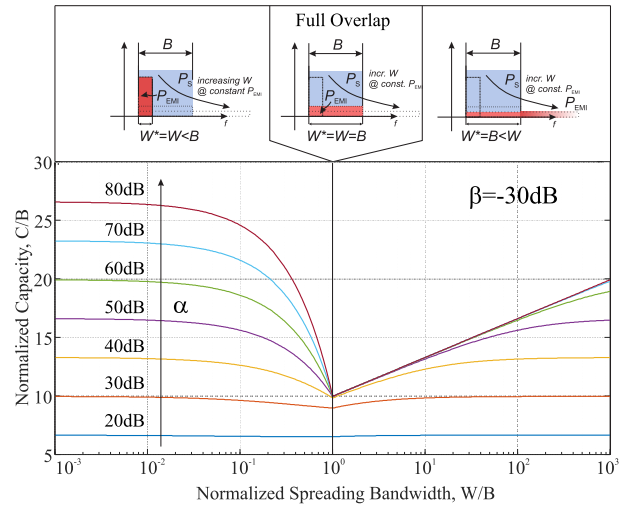 Full Overlap
B
P_S
P_EMI
increasing W
@ constant P_EMI
f
W*=W<B
B
P_S
P_EMI
incr. W
@ const. P_EMI
f
W*=W=B
B
P_S
incr. W
@ const. P_EMI
P_EMI
f
W*=B<W
Normalized Capacity, C/B
30
25
20
15
10
5
80dB
70dB
60dB
50dB
40dB
30dB
20dB
α
β=-30dB
10^-3
10^-2
10^-1
10^0
10^1
10^2
10^3
Normalized Spreading Bandwidth, W/B